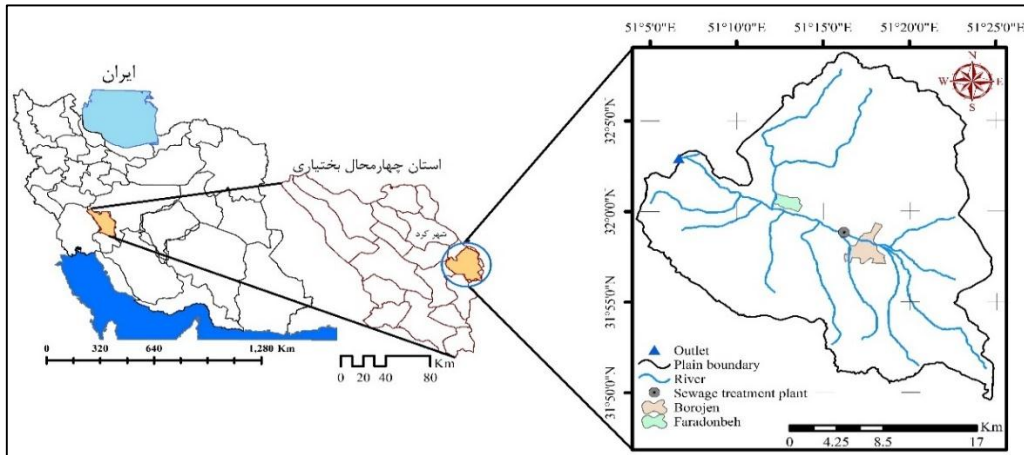 ایران
استان چهارمحال بختیاری
شهر کرد
0 320 640 1,280 Km
Km
0 20 40 80
51°5'0"E 51°10'0"E 51°15'0"E 51°20'0"E 51°25'0"E
32°5'0"N
32°0'0"N
31°55'0"N
31°50'0"N
N
W E
S
Outlet
Plain boundary
River
Sewage treatment plant
Borojen
Faradonbeh
Km
0 4.25 8.5 17